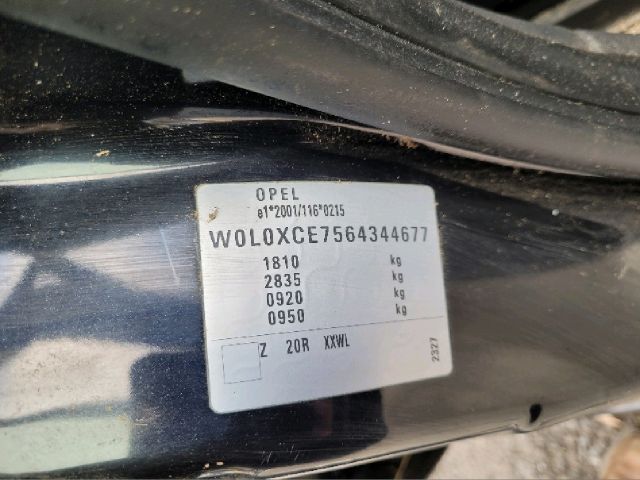 OPEL
e1*2001/116*0215
W0L0XCE7564344677
1810 kg
2835 kg
0920 kg
0950 kg
Z 20R XXWL
2327